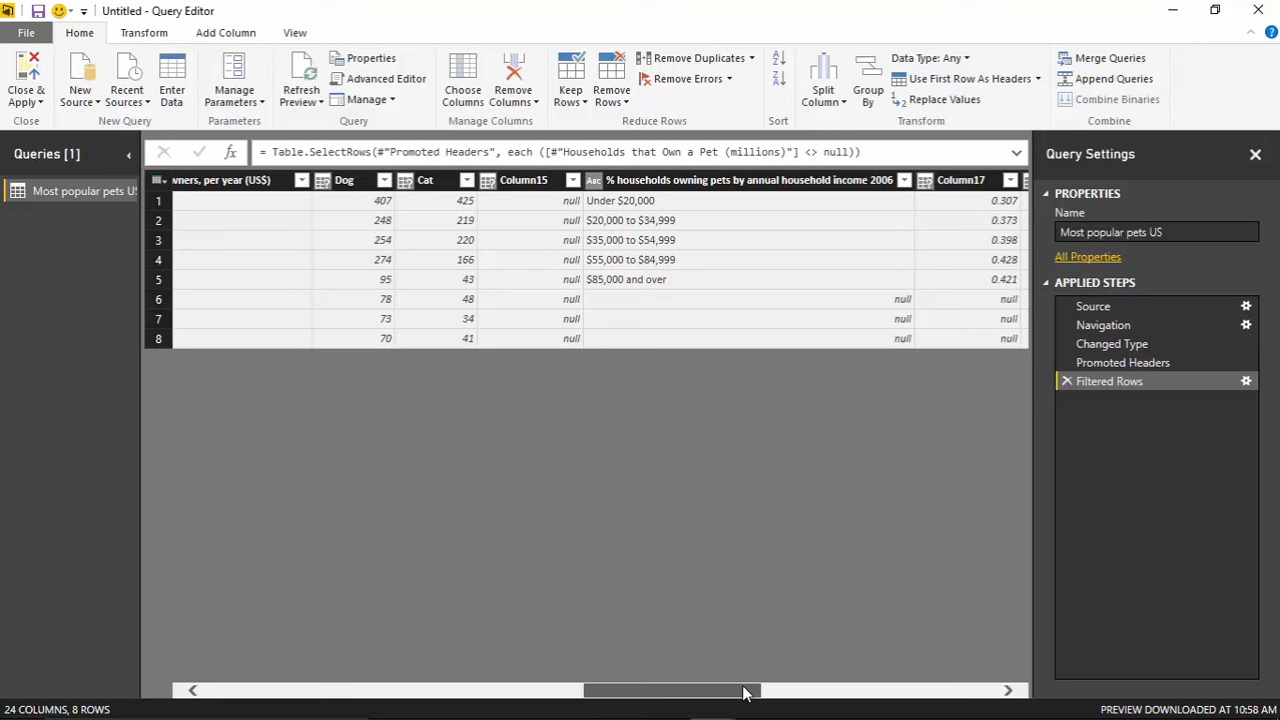 Untitled - Query Editor
File
Home
Transform
Add Column
View
Close &
Apply
New
Source
Recent
Sources
Enter
Data
Manage
Parameters
Refresh
Preview
Properties
Advanced Editor
Manage
Choose
Columns
Remove
Columns
Keep
Rows
Remove
Rows
Remove Duplicates
Remove Errors
Split
Column
Group
By
Data Type: Any
Use First Row As Headers
Replace Values
Merge Queries
Append Queries
Combine Binaries
Close
New Query
Parameters
Query
Manage Columns
Reduce Rows
Sort
Transform
Combine
Queries [1]
Most popular pets US
fx = Table.SelectRows(#"Promoted Headers", each ([#"Households that Own a Pet (millions)"] <> null))
wners, per year (US$) Dog Cat Column15 ABC % households owning pets by annual household income 2006 Column17
1 407 425 null Under $20,000 0.307
2 248 219 null $20,000 to $34,999 0.373
3 254 220 null $35,000 to $54,999 0.398
4 274 166 null $55,000 to $84,999 0.428
5 95 43 null $85,000 and over 0.421
6 78 48 null null null
7 73 34 null null null
8 70 41 null null null
Query Settings
PROPERTIES
Name
Most popular pets US
All Properties
APPLIED STEPS
Source
Navigation
Changed Type
Promoted Headers
Filtered Rows
24 COLUMNS, 8 ROWS
PREVIEW DOWNLOADED AT 10:58 AM